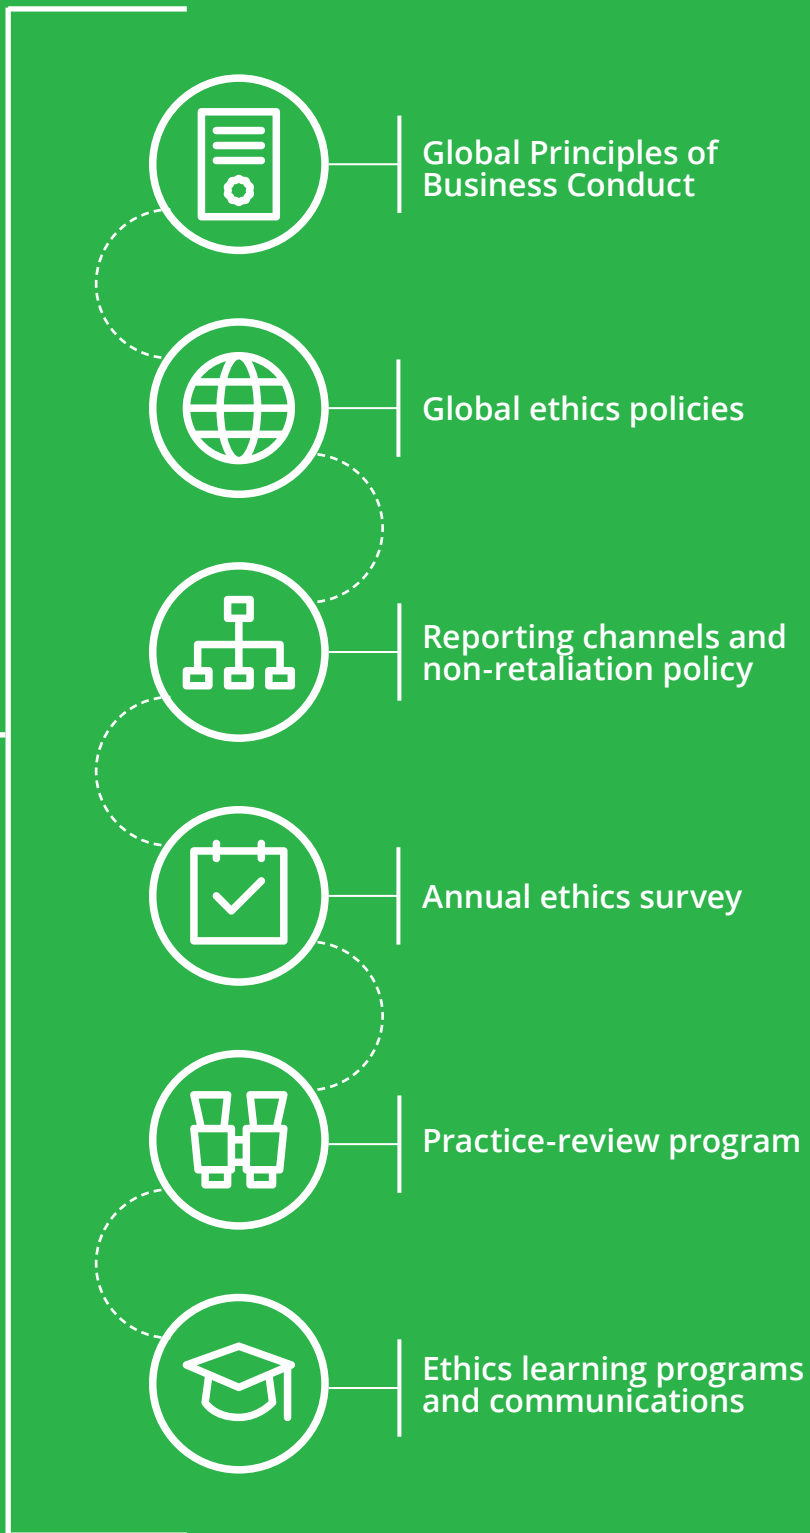 Global Principles of
Business Conduct
Global ethics policies
Reporting channels and
non-retaliation policy
Annual ethics survey
Practice-review program
Ethics learning programs
and communications